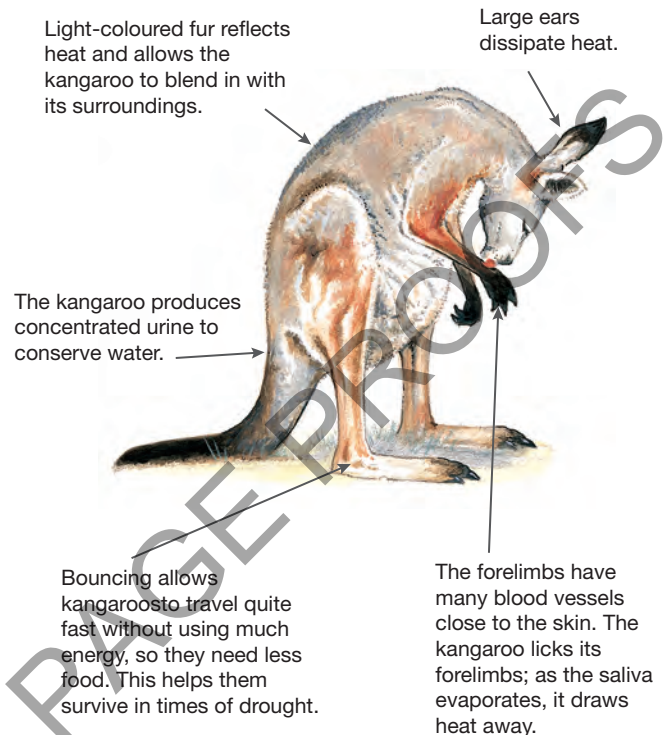 Light-coloured fur reflects
heat and allows the
kangaroo to blend in with
its surroundings.
Large ears
dissipate heat.
The kangaroo produces
concentrated urine to
conserve water.
Bouncing allows
kangaroosto travel quite
fast without using much
energy, so they need less
food. This helps them
survive in times of drought.
The forelimbs have
many blood vessels
close to the skin. The
kangaroo licks its
forelimbs; as the saliva
evaporates, it draws
heat away.
PAGE PROOFS